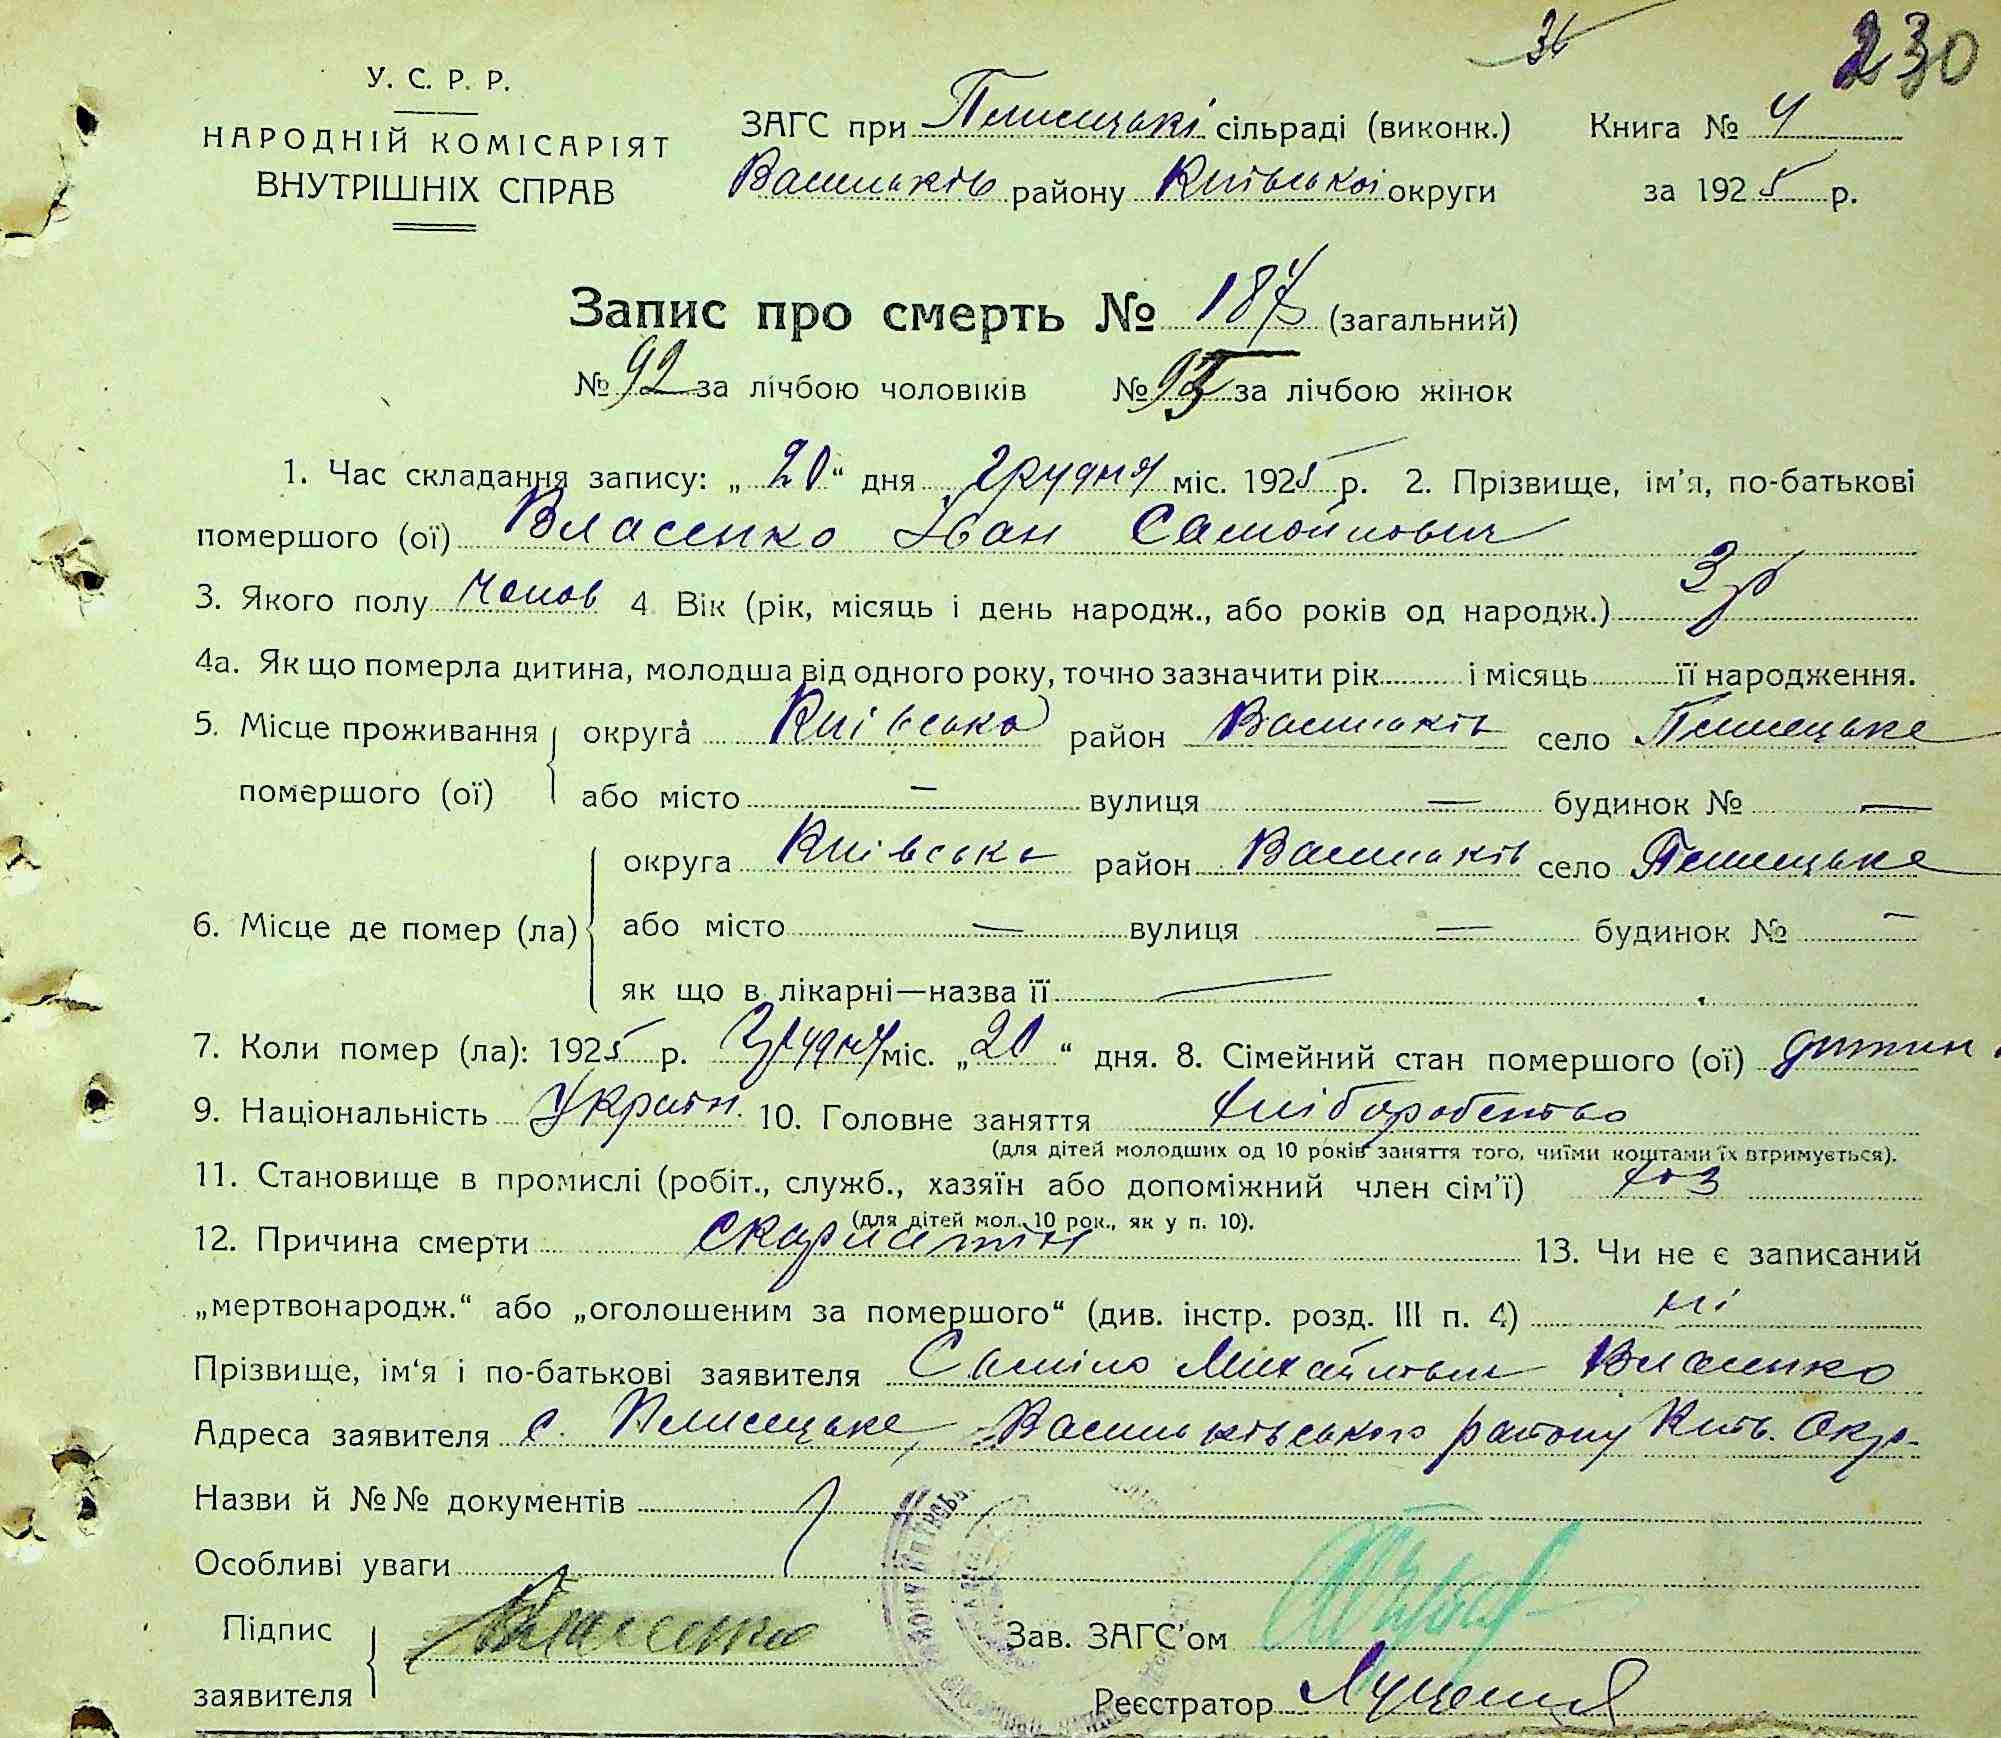 230
У. С. Р. Р.
НАРОДНІЙ КОМІСАРІЯТ
ВНУТРІШНІХ СПРАВ
ЗАГС при Плисецькі сільраді (виконк.) Книга № 4
Васильків району Київської округи за 1925 р.
Запис про смерть № 187 (загальний)
№ 92 за лічбою чоловіків № за лічбою жінок
1. Час складання запису: „20“ дня Грудня міс. 1925 р. 2. Прізвище, ім'я, по-батькові
помершого (ої) Власенко Іван Самойлович
3. Якого полу Чолов 4 Вік (рік, місяць і день народж., або років од народж.) 3 р
4а. Як що померла дитина, молодша від одного року, точно зазначити рік і місяць її народження.
5. Місце проживання округа Київська район Васильків село Плисецьке
помершого (ої) або місто — вулиця — будинок № —
округа Київська район Васильків село Плисецьке
6. Місце де помер (ла) або місто — вулиця — будинок № —
як що в лікарні—назва її —
7. Коли помер (ла): 1925 р. Грудня міс. „20“ дня. 8. Сімейний стан помершого (ої) дитин
9. Національність Україн. 10. Головне заняття хліборобство
(для дітей молодших од 10 років заняття того, чиїми коштами їх втримується).
11. Становище в промислі (робіт., служб., хазяїн або допоміжний член сім'ї) хоз
(для дітей мол. 10 рок., як у п. 10).
12. Причина смерти скарлатін 13. Чи не є записаний
„мертвонародж.“ або „оголошеним за помершого“ (див. інстр. розд. III п. 4) ні
Прізвище, ім'я і по-батькові заявителя Самійло Михайлович Власенко
Адреса заявителя с. Плисецьке, Васильківського району Київ. Окр.
Назви й №№ документів
Особливі уваги
Підпис Власенко Зав. ЗАГС'ом
заявителя Реєстратор